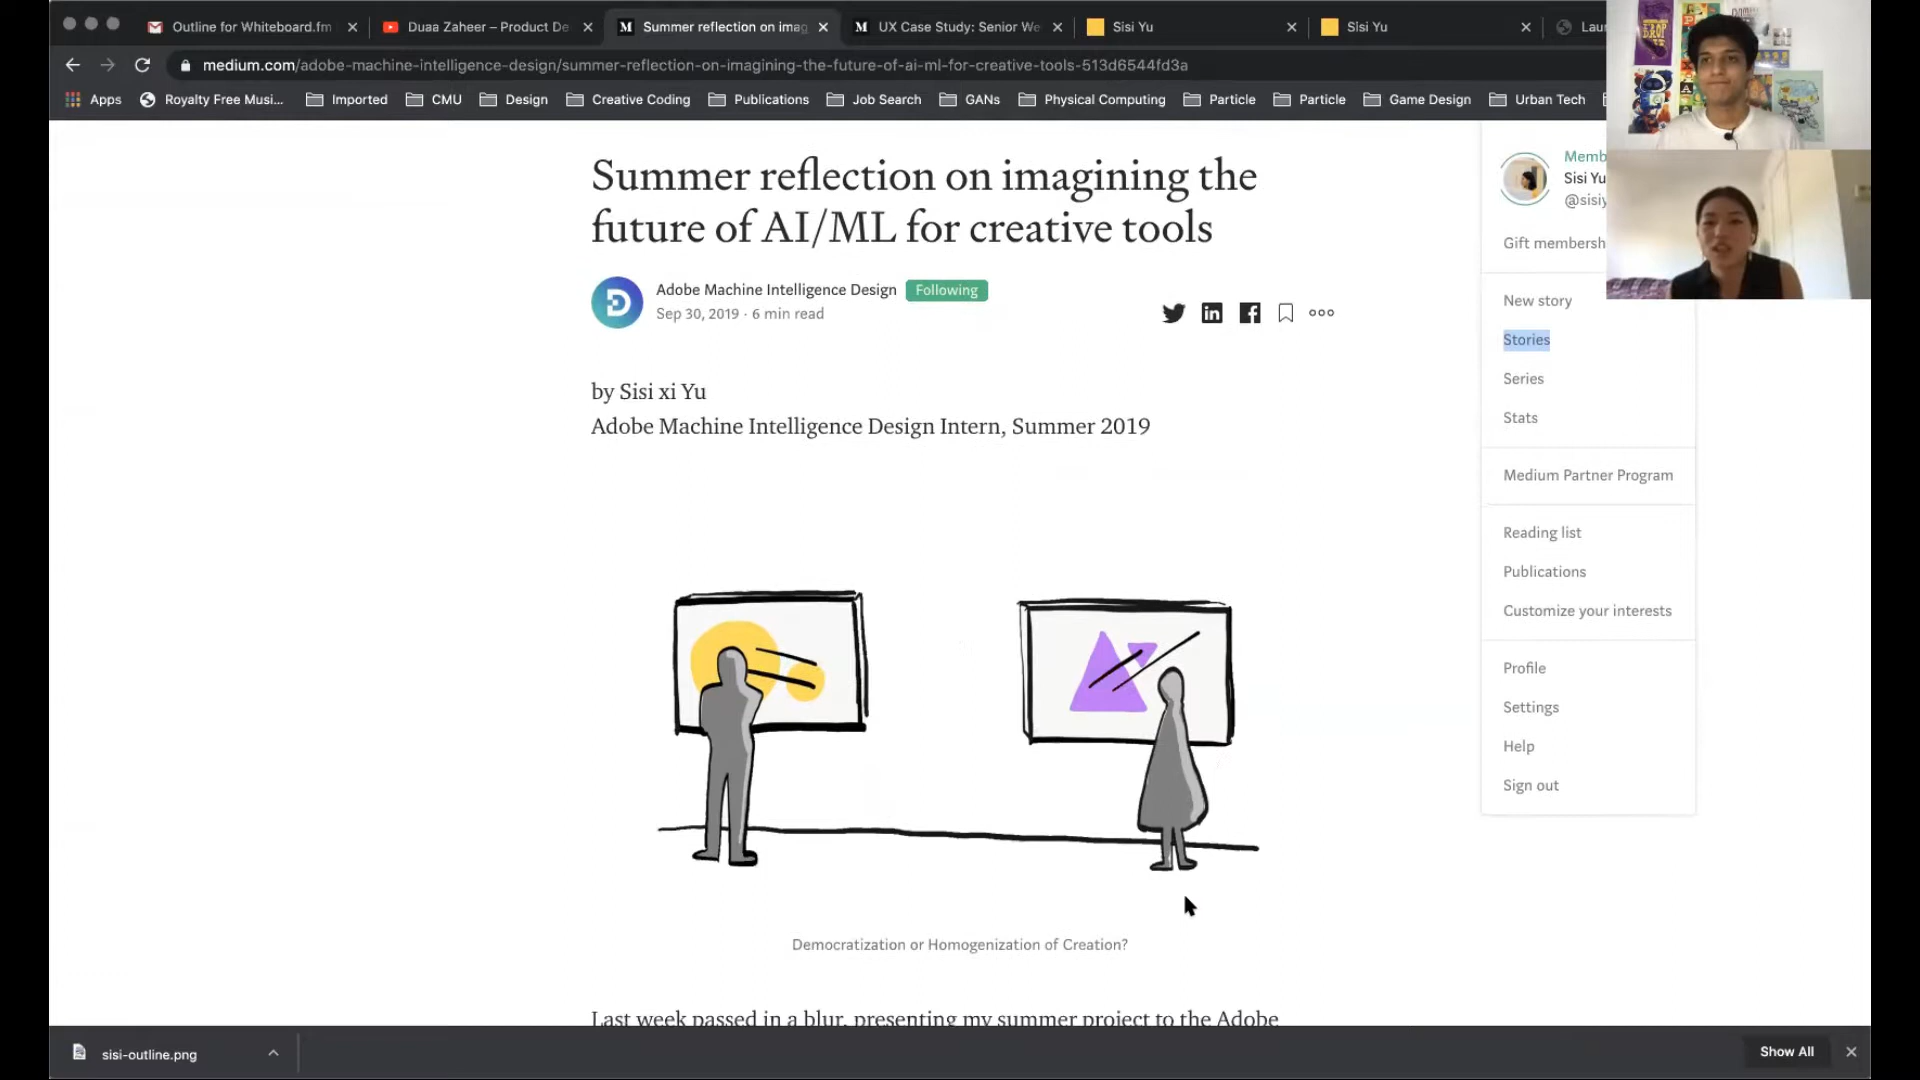 Outline for Whiteboard.fm
Duaa Zaheer – Product De
Summer reflection on imag
UX Case Study: Senior We
Sisi Yu
SIsi Yu
Lau
medium.com/adobe-machine-intelligence-design/summer-reflection-on-imagining-the-future-of-ai-ml-for-creative-tools-513d6544fd3a
Apps
Royalty Free Musi...
Imported
CMU
Design
Creative Coding
Publications
Job Search
GANs
Physical Computing
Particle
Particle
Game Design
Urban Tech
Summer reflection on imagining the
future of AI/ML for creative tools
Adobe Machine Intelligence Design Following
Sep 30, 2019 · 6 min read
by Sisi xi Yu
Adobe Machine Intelligence Design Intern, Summer 2019
Democratization or Homogenization of Creation?
Last week passed in a blur, presenting my summer project to the Adobe
Memb
Sisi Yu
@sisiy
Gift membersh
New story
Stories
Series
Stats
Medium Partner Program
Reading list
Publications
Customize your interests
Profile
Settings
Help
Sign out
sisi-outline.png
Show All